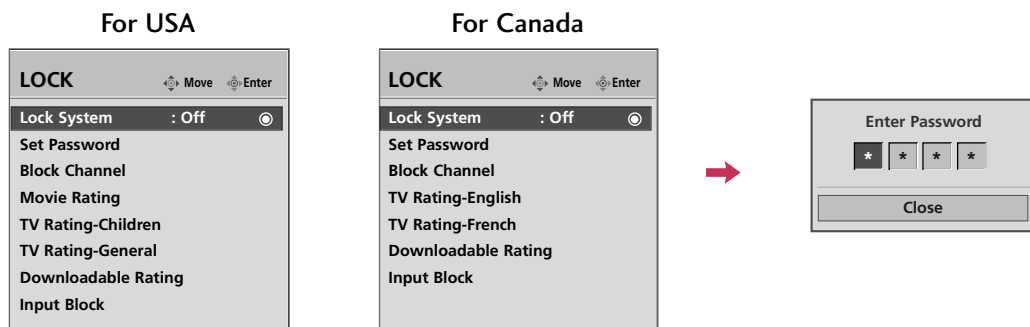 For USA
LOCK Move Enter
Lock System : Off
Set Password
Block Channel
Movie Rating
TV Rating-Children
TV Rating-General
Downloadable Rating
Input Block
For Canada
LOCK Move Enter
Lock System : Off
Set Password
Block Channel
TV Rating-English
TV Rating-French
Downloadable Rating
Input Block
Enter Password
* * * *
Close